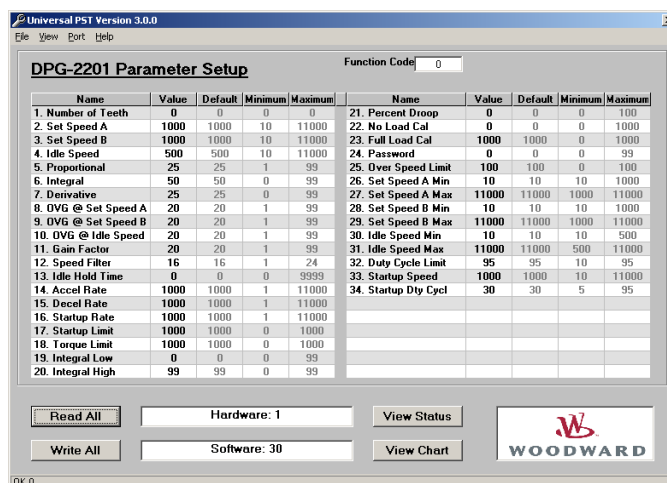 Universal PST Version 3.0.0
File View Port Help
DPG-2201 Parameter Setup
Function Code 0
Name Value Default Minimum Maximum
1. Number of Teeth 0 0 0 0
2. Set Speed A 1000 1000 10 11000
3. Set Speed B 1000 1000 10 11000
4. Idle Speed 500 500 10 11000
5. Proportional 25 25 1 99
6. Integral 50 50 0 99
7. Derivative 25 25 0 99
8. OVG @ Set Speed A 20 20 1 99
9. OVG @ Set Speed B 20 20 1 99
10. OVG @ Idle Speed 20 20 1 99
11. Gain Factor 20 20 1 99
12. Speed Filter 16 16 1 24
13. Idle Hold Time 0 0 0 9999
14. Accel Rate 1000 1000 1 11000
15. Decel Rate 1000 1000 1 11000
16. Startup Rate 1000 1000 1 11000
17. Startup Limit 1000 1000 0 1000
18. Torque Limit 1000 1000 0 1000
19. Integral Low 0 0 0 99
20. Integral High 99 99 0 99
Name Value Default Minimum Maximum
21. Percent Droop 0 0 0 100
22. No Load Cal 0 0 0 1000
23. Full Load Cal 1000 1000 0 1000
24. Password 0 0 0 99
25. Over Speed Limit 100 100 0 100
26. Set Speed A Min 10 10 10 1000
27. Set Speed A Max 11000 11000 1000 11000
28. Set Speed B Min 10 10 10 1000
29. Set Speed B Max 11000 11000 1000 11000
30. Idle Speed Min 10 10 10 500
31. Idle Speed Max 11000 11000 500 11000
32. Duty Cycle Limit 95 95 10 95
33. Startup Speed 1000 1000 10 11000
34. Startup Dty Cycl 30 30 5 95
Read All Hardware: 1 View Status
Write All Software: 30 View Chart
WOODWARD
OK 0